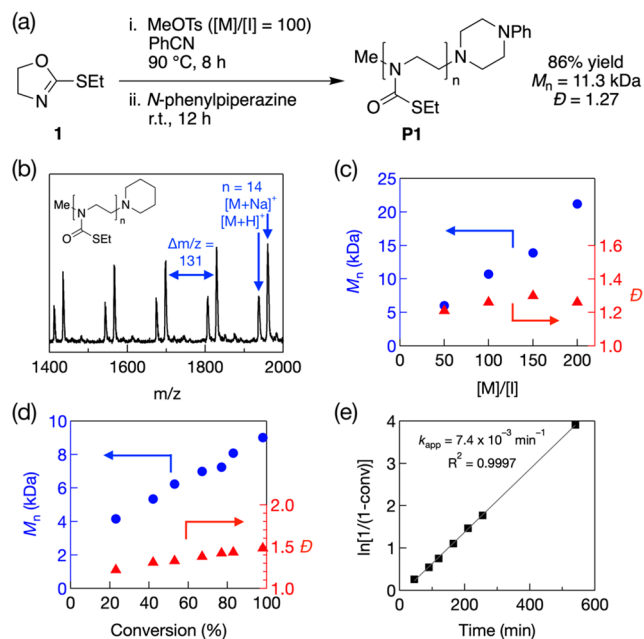 (a)
O
N
SEt
1
i. MeOTs ([M]/[I] = 100)
PhCN
90 °C, 8 h
ii. N-phenylpiperazine
r.t., 12 h
Me
N
n
N
N
Ph
O
SEt
P1
86% yield
Mn = 11.3 kDa
Đ = 1.27
(b)
Me
N
n
N
O
SEt
n = 14
[M+Na]+
[M+H]+
Δm/z =
131
1400 1600 1800 2000
m/z
(c)
25
20
15
10
5
0
Mn (kDa)
1.6
1.4
1.2
1.0
Đ
0 50 100 150 200
[M]/[I]
(d)
10
8
6
4
2
0
Mn (kDa)
2.0
1.5
1.0
Đ
0 20 40 60 80 100
Conversion (%)
(e)
4
3
2
1
0
ln[1/(1-conv)]
kapp = 7.4 x 10−3 min−1
R2 = 0.9997
0 200 400 600
Time (min)